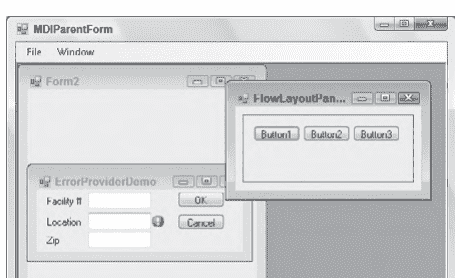 MDIParentForm
File Window
Form2
FlowLayoutPan...
Button1 Button2 Button3
ErrorProviderDemo
Facility # OK
Location Cancel
Zip